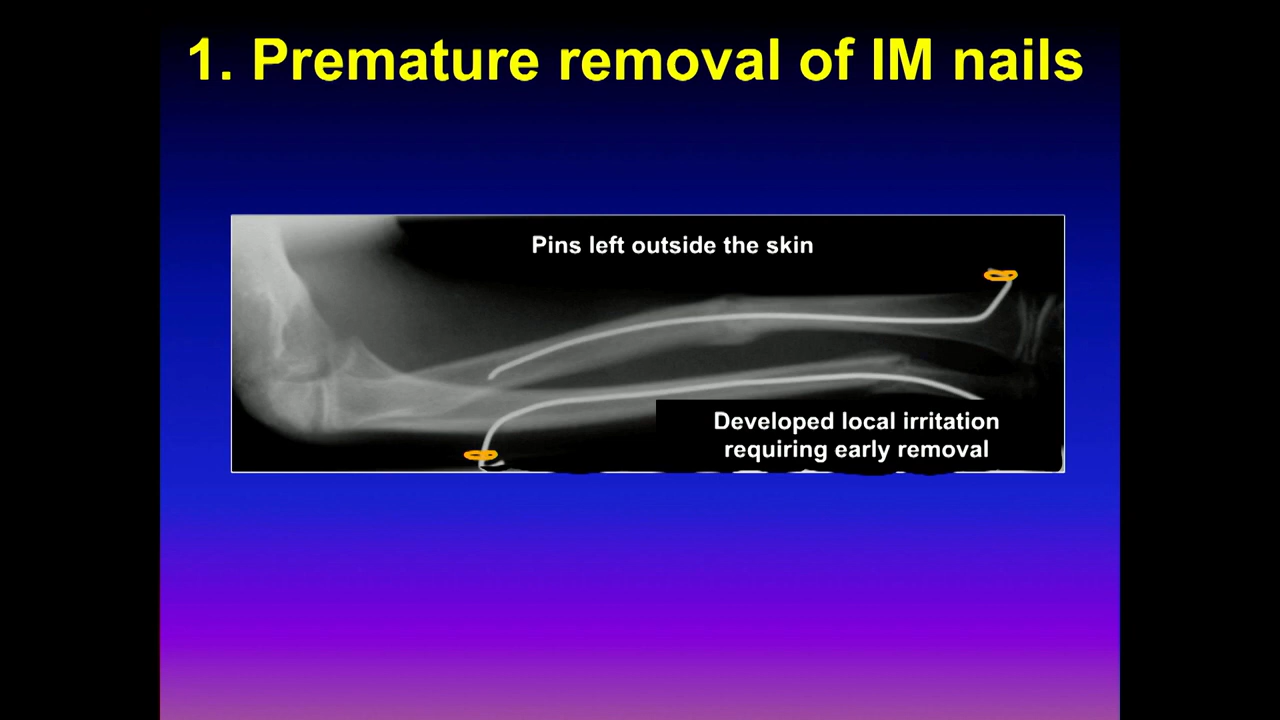 1. Premature removal of IM nails
Pins left outside the skin
Developed local irritation
requiring early removal